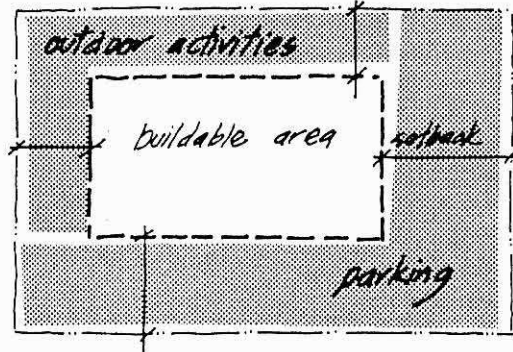 outdoor activities
buildable area
setback
parking